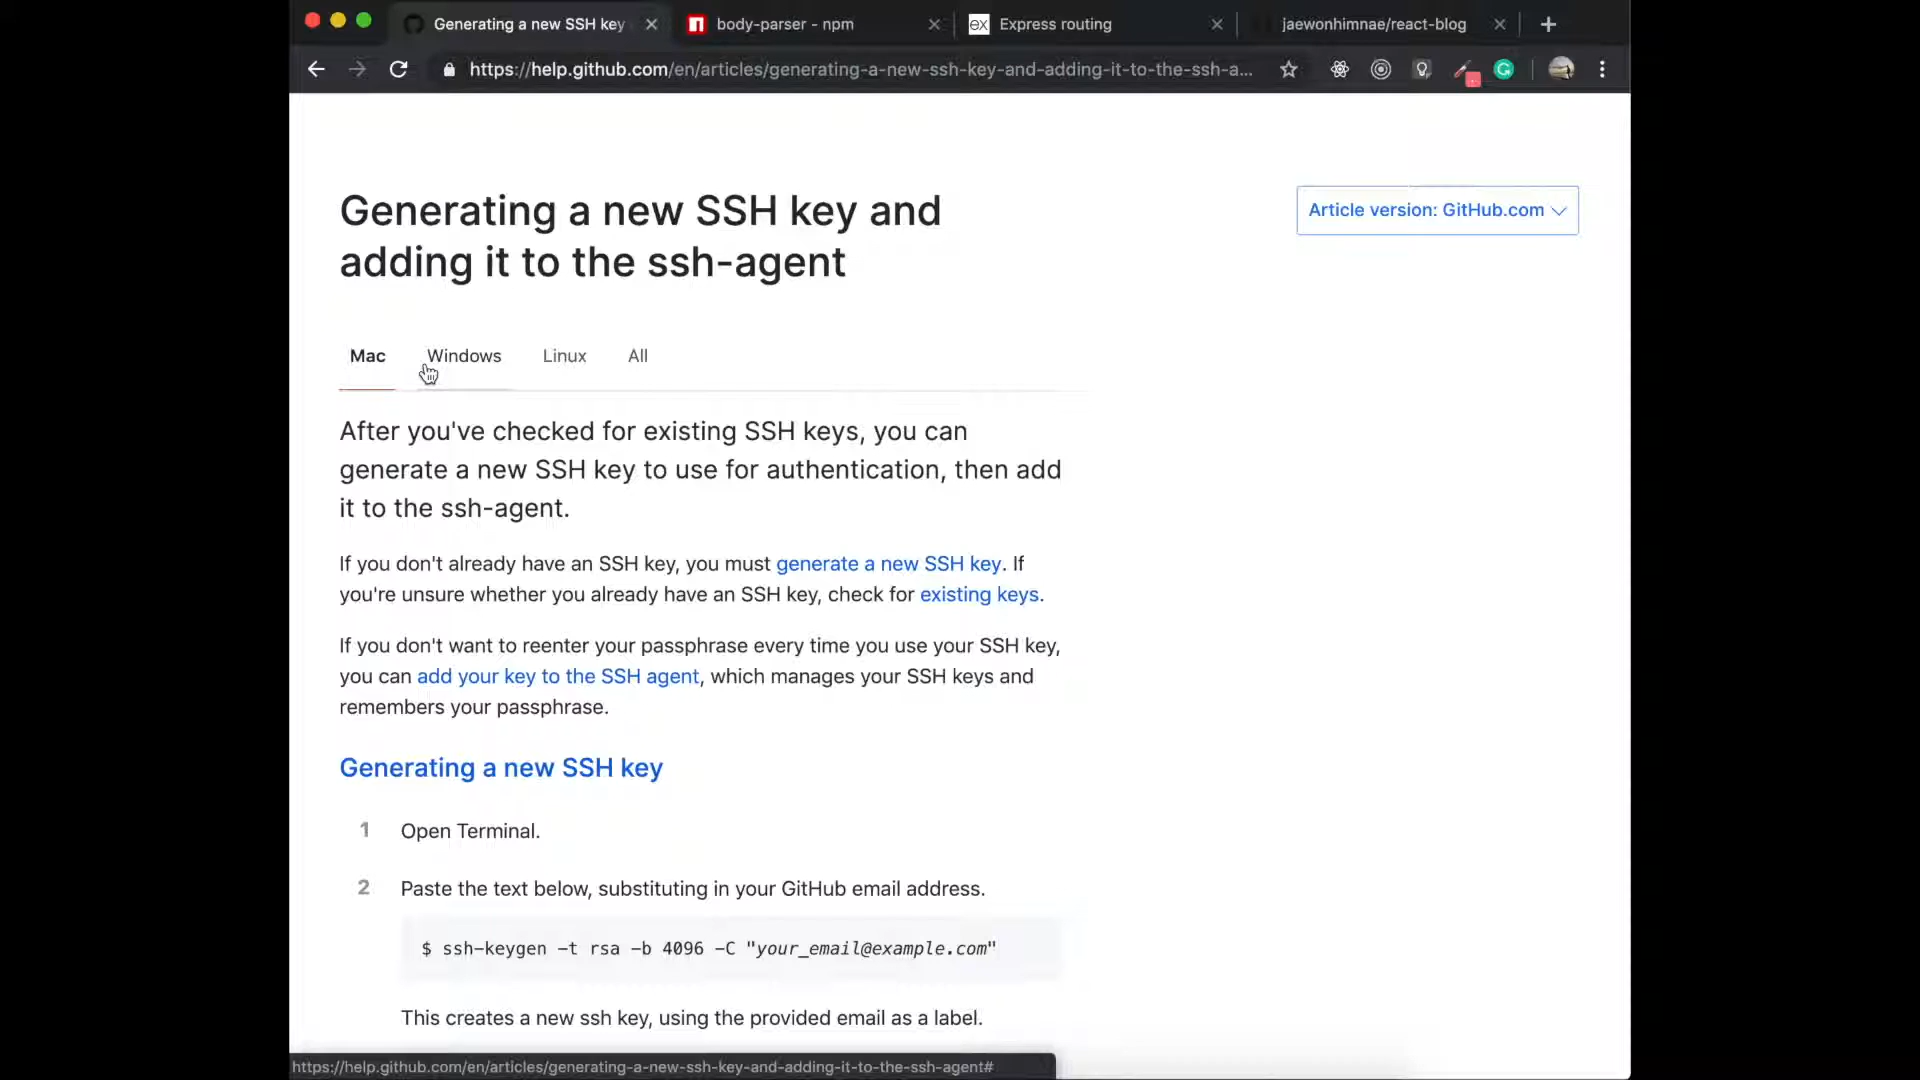 Generating a new SSH key
body-parser - npm
ex Express routing
jaewonhimnae/react-blog
https://help.github.com/en/articles/generating-a-new-ssh-key-and-adding-it-to-the-ssh-a...
Generating a new SSH key and
adding it to the ssh-agent
Article version: GitHub.com
Mac Windows Linux All
After you've checked for existing SSH keys, you can
generate a new SSH key to use for authentication, then add
it to the ssh-agent.
If you don't already have an SSH key, you must generate a new SSH key. If
you're unsure whether you already have an SSH key, check for existing keys.
If you don't want to reenter your passphrase every time you use your SSH key,
you can add your key to the SSH agent, which manages your SSH keys and
remembers your passphrase.
Generating a new SSH key
1 Open Terminal.
2 Paste the text below, substituting in your GitHub email address.
$ ssh-keygen -t rsa -b 4096 -C "your_email@example.com"
This creates a new ssh key, using the provided email as a label.
https://help.github.com/en/articles/generating-a-new-ssh-key-and-adding-it-to-the-ssh-agent#